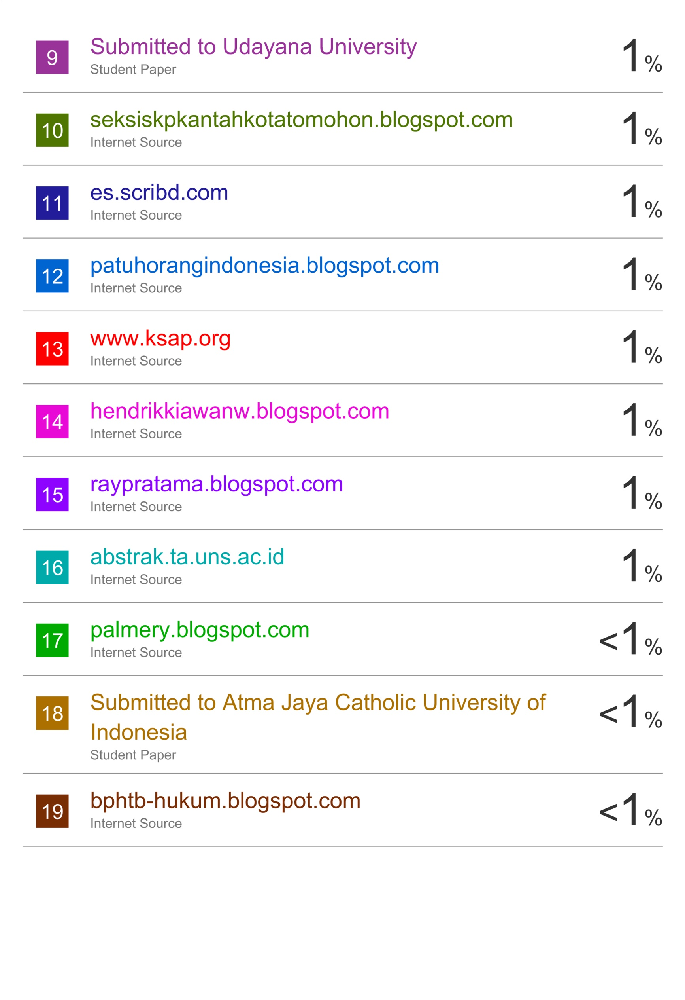 9 Submitted to Udayana University 1%
Student Paper
10 seksiskpkantahkotatomohon.blogspot.com 1%
Internet Source
11 es.scribd.com 1%
Internet Source
12 patuhorangindonesia.blogspot.com 1%
Internet Source
13 www.ksap.org 1%
Internet Source
14 hendrikkiawanw.blogspot.com 1%
Internet Source
15 raypratama.blogspot.com 1%
Internet Source
16 abstrak.ta.uns.ac.id 1%
Internet Source
17 palmery.blogspot.com <1%
Internet Source
18 Submitted to Atma Jaya Catholic University of <1%
Indonesia
Student Paper
19 bphtb-hukum.blogspot.com <1%
Internet Source